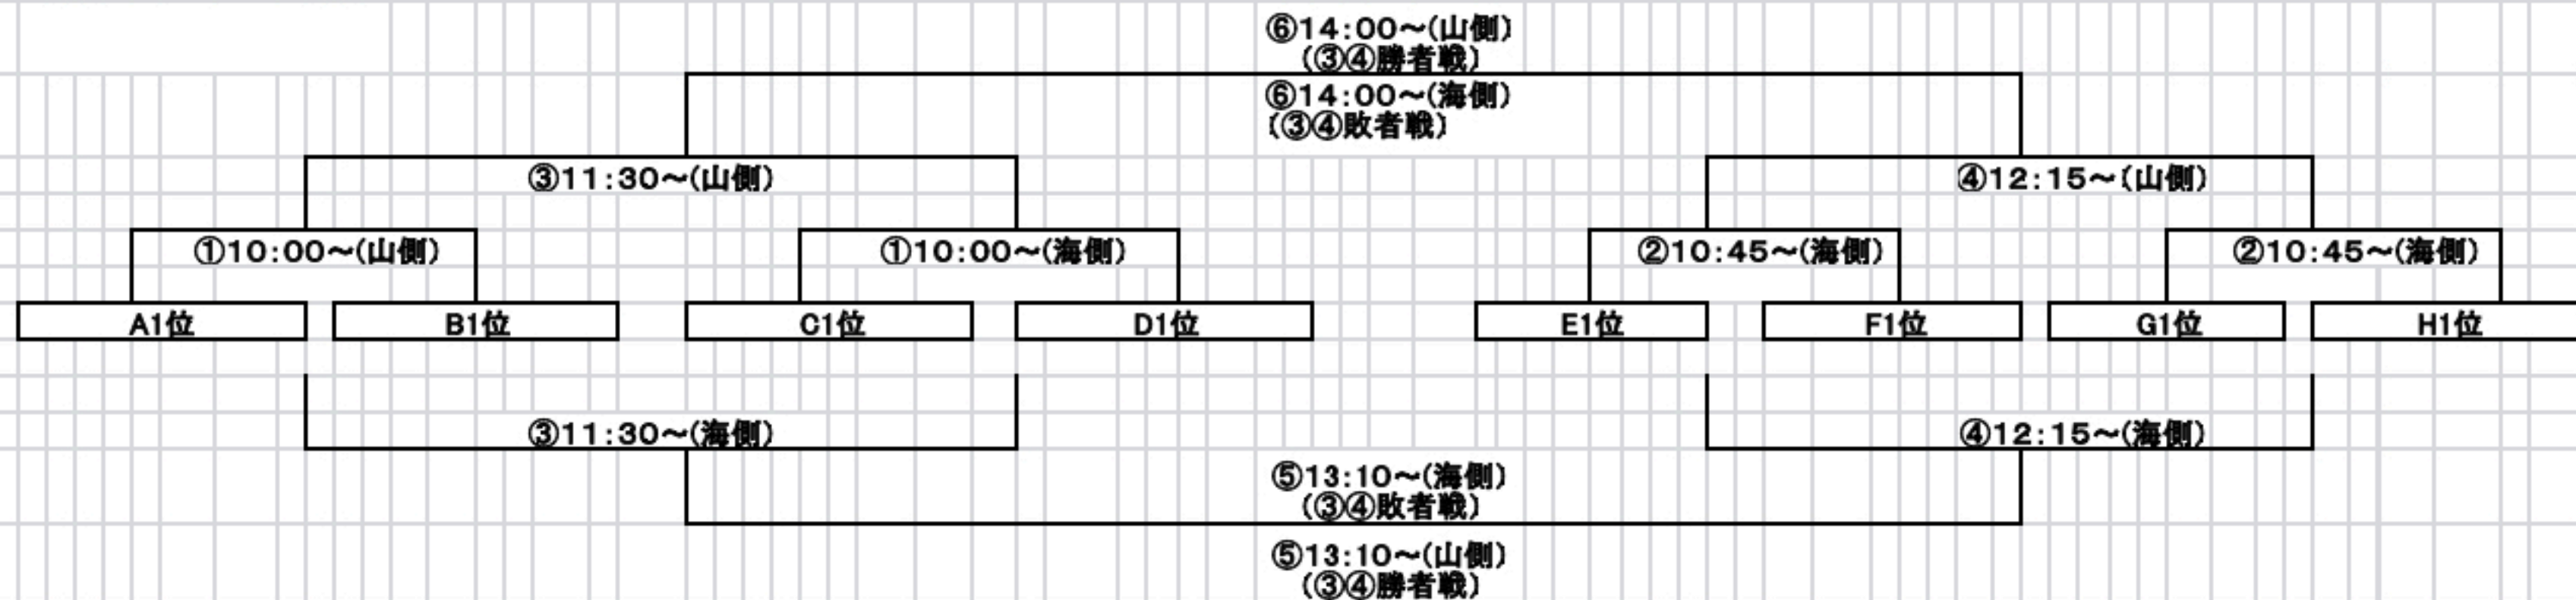 ⑥14:00～(山側)
(③④勝者戦)
⑥14:00～(海側)
(③④敗者戦)
③11:30～(山側)
④12:15～(山側)
①10:00～(山側)
①10:00～(海側)
②10:45～(海側)
②10:45～(海側)
A1位
B1位
C1位
D1位
E1位
F1位
G1位
H1位
③11:30～(海側)
④12:15～(海側)
⑤13:10～(海側)
(③④敗者戦)
⑤13:10～(山側)
(③④勝者戦)